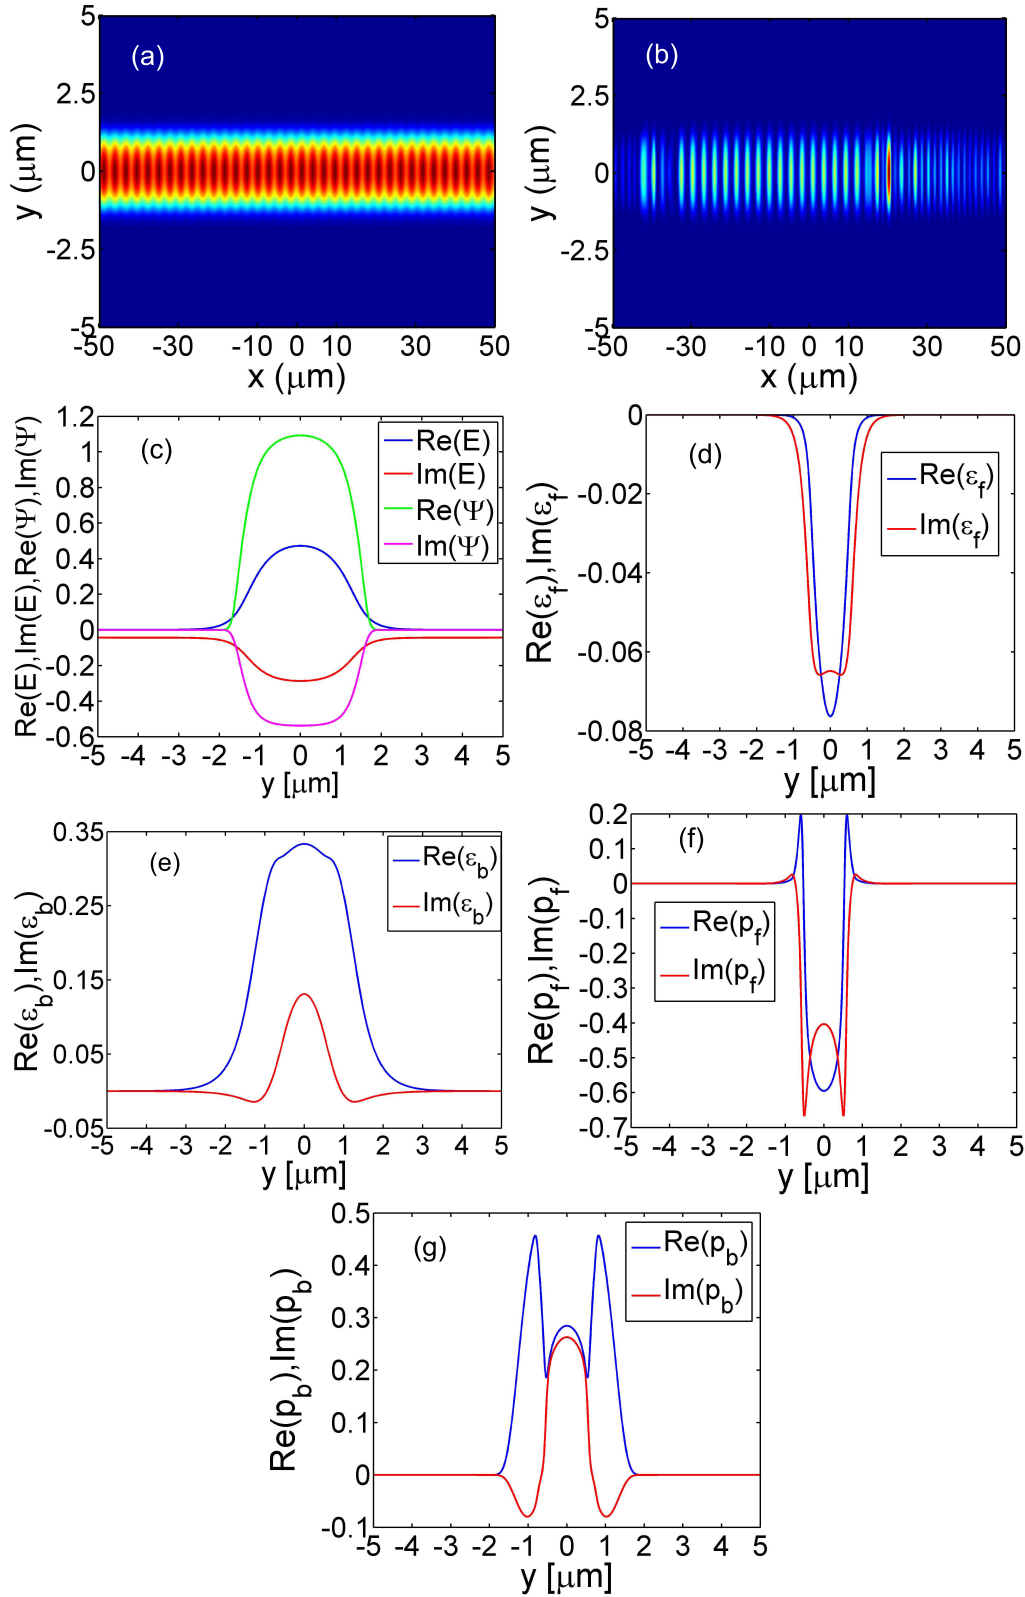 (a)
5
2.5
0
-2.5
-5
y (μm)
-50 -30 -10 0 10 30 50
x (μm)
(b)
5
2.5
0
-2.5
-5
y (μm)
-50 -30 -10 0 10 30 50
x (μm)
(c)
1.2
1
0.8
0.6
0.4
0.2
0
-0.2
-0.4
-0.6
Re(E),Im(E),Re(Ψ),Im(Ψ)
Re(E)
Im(E)
Re(Ψ)
Im(Ψ)
-5 -4 -3 -2 -1 0 1 2 3 4 5
y [μm]
(d)
0
-0.02
-0.04
-0.06
-0.08
Re(ε_f),Im(ε_f)
Re(ε_f)
Im(ε_f)
-5 -4 -3 -2 -1 0 1 2 3 4 5
y [μm]
(e)
0.35
0.25
0.15
0.05
-0.05
Re(ε_b),Im(ε_b)
Re(ε_b)
Im(ε_b)
-5 -4 -3 -2 -1 0 1 2 3 4 5
y [μm]
(f)
0.2
0.1
0
-0.1
-0.2
-0.3
-0.4
-0.5
-0.6
-0.7
Re(p_f),Im(p_f)
Re(p_f)
Im(p_f)
-5 -4 -3 -2 -1 0 1 2 3 4 5
y [μm]
(g)
0.5
0.4
0.3
0.2
0.1
0
-0.1
Re(p_b),Im(p_b)
Re(p_b)
Im(p_b)
-5 -4 -3 -2 -1 0 1 2 3 4 5
y [μm]